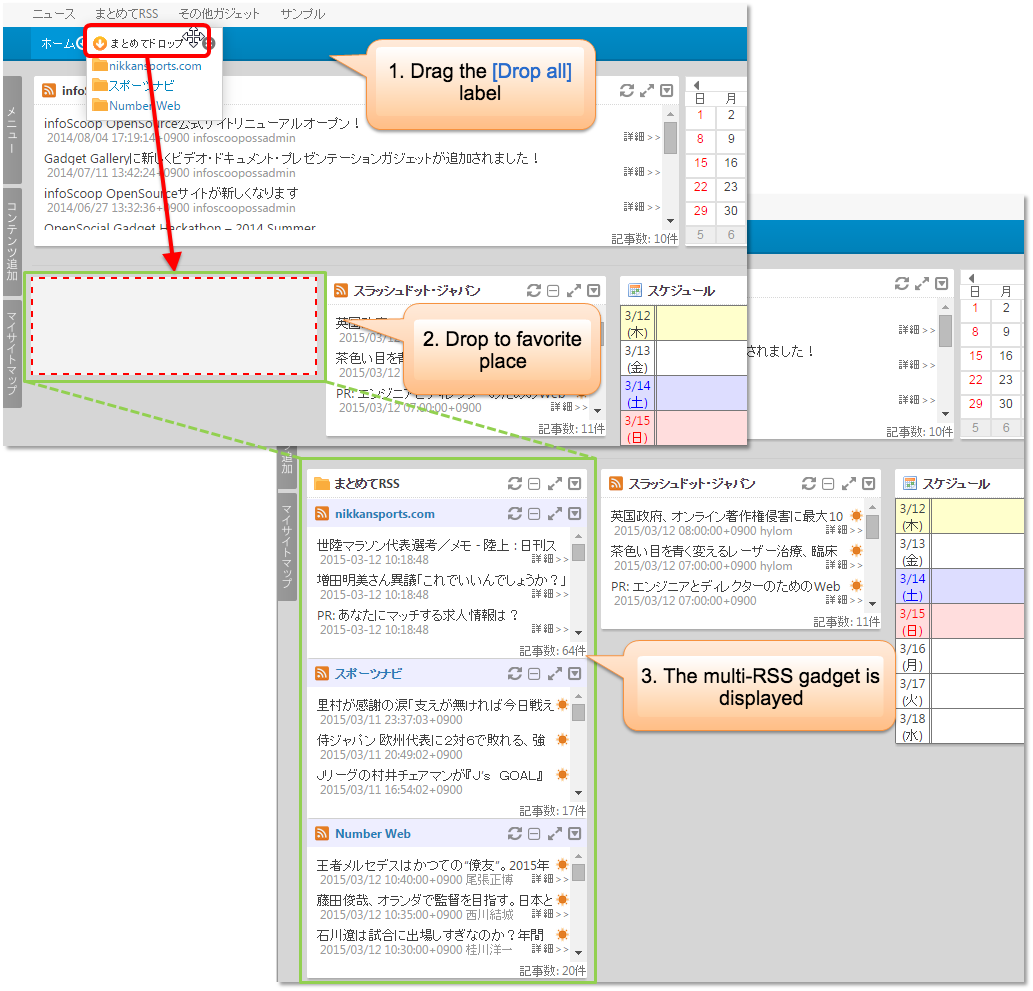 ニュース まとめてRSS その他ガジェット サンプル
ホーム
まとめてドロップ
nikkansports.com
スポーツナビ
Number Web
1. Drag the [Drop all]
label
メニュー
コンテンツ追加
マイサイトマップ
infoS
infoScoop OpenSource公式サイトリニューアルオープン！
2014/08/04 17:19:14+0900 infoscoopossadmin
詳細>>
Gadget Galleryに新しくビデオ・ドキュメント・プレゼンテーションガジェットが追加されました！
2014/07/11 13:42:24+0900 infoscoopossadmin
詳細>>
infoScoop OpenSourceサイトが新しくなります
2014/06/27 13:32:36+0900 infoscoopossadmin
詳細>>
OpenSocial Gadget Hackathon – 2014 Summer
記事数: 10件
日 月
1 2
8 9
15 16
22 23
29 30
5 6
スラッシュドット・ジャパン
英国政府
2015/03/1
茶色い目を青
2015/03/12
PR: エンジニアとディレクターのためのWeb
2015/03/12 07:00:00+0900
詳細>>
記事数: 11件
2. Drop to favorite
place
スケジュール
3/12
(木)
3/13
(金)
3/14
(土)
3/15
(日)
詳細>>
されました！
詳細>>
詳細>>
記事数: 10件
日 月
1 2
8 9
15 16
22 23
29 30
5 6
追加
マイサイトマップ
まとめてRSS
nikkansports.com
世陸マラソン代表選考／メモ - 陸上 : 日刊ス
2015-03-12 10:18:48
詳細>>
増田明美さん異議「これでいいんでしょうか？」
2015-03-12 10:18:48
詳細>>
PR: あなたにマッチする求人情報は？
2015-03-12 10:18:48
詳細>>
記事数: 64件
スポーツナビ
里村が感謝の涙「支えが無ければ今日戦え
2015/03/11 23:37:03+0900
侍ジャパン 欧州代表に２対６で敗れる、強
2015/03/11 20:49:02+0900
Jリーグの村井チェアマンが『J's GOAL』
2015/03/11 16:54:02+0900
記事数: 17件
Number Web
王者メルセデスはかつての“僚友”。2015年
2015/03/12 10:40:00+0900 尾張正博
詳細>>
藤田俊哉、オランダで監督を目指す。日本と
2015/03/12 10:35:00+0900 西川結城
詳細>>
石川遼は試合に出場しすぎなのか？年間
2015/03/12 10:30:00+0900 桂川洋一
詳細>>
記事数: 20件
スラッシュドット・ジャパン
英国政府、オンライン著作権侵害に最大10
2015/03/12 08:00:00+0900 hylom
詳細>>
茶色い目を青く変えるレーザー治療、臨床
2015/03/12 07:00:00+0900 hylom
詳細>>
PR: エンジニアとディレクターのためのWeb
2015/03/12 07:00:00+0900
詳細>>
記事数: 11件
3. The multi-RSS gadget is
displayed
スケジュール
3/12
(木)
3/13
(金)
3/14
(土)
3/15
(日)
3/16
(月)
3/17
(火)
3/18
(水)